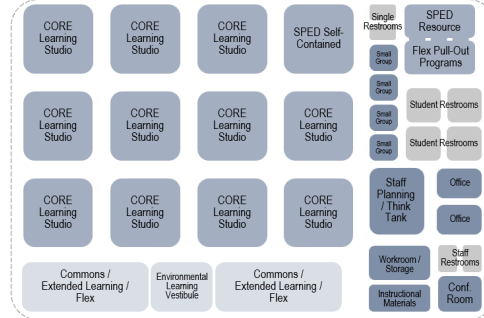 CORE
Learning
Studio
CORE
Learning
Studio
CORE
Learning
Studio
SPED Self-
Contained
Single
Restrooms
SPED
Resource
Small
Group
Flex Pull-Out
Programs
Small
Group
Small
Group
Small
Group
Student Restrooms
Student Restrooms
CORE
Learning
Studio
CORE
Learning
Studio
CORE
Learning
Studio
CORE
Learning
Studio
CORE
Learning
Studio
CORE
Learning
Studio
CORE
Learning
Studio
CORE
Learning
Studio
Staff
Planning
/ Think
Tank
Office
Office
Commons /
Extended Learning /
Flex
Environmental
Learning
Vestibule
Commons /
Extended Learning /
Flex
Workroom /
Storage
Staff
Restrooms
Instructional
Materials
Conf.
Room